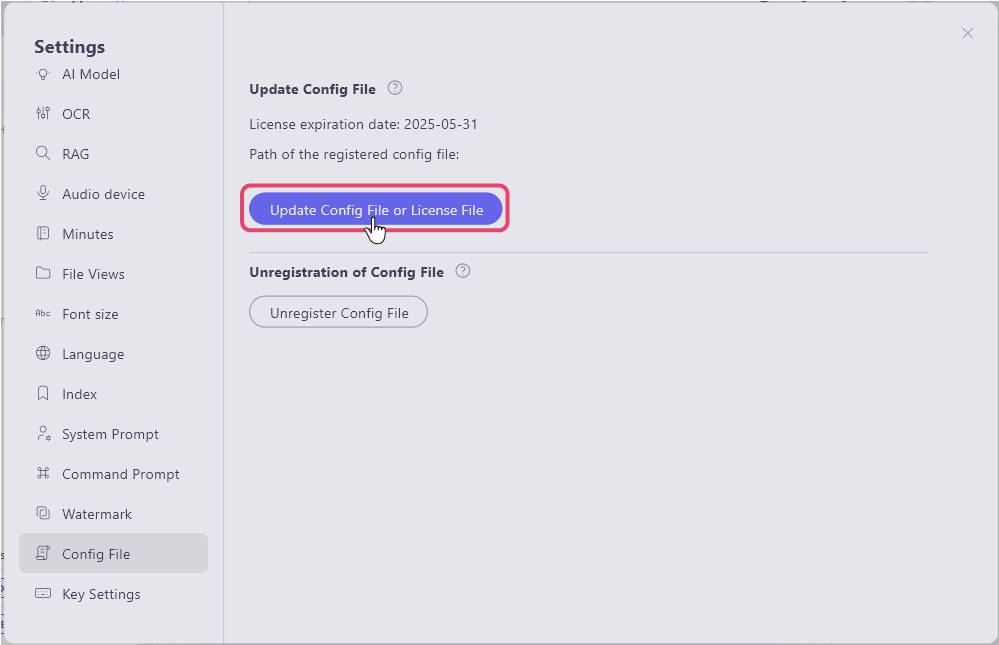 Settings
AI Model
OCR
RAG
Audio device
Minutes
File Views
Abc Font size
Language
Index
System Prompt
Command Prompt
Watermark
Config File
Key Settings
Update Config File ?
License expiration date: 2025-05-31
Path of the registered config file:
Update Config File or License File
Unregistration of Config File ?
Unregister Config File